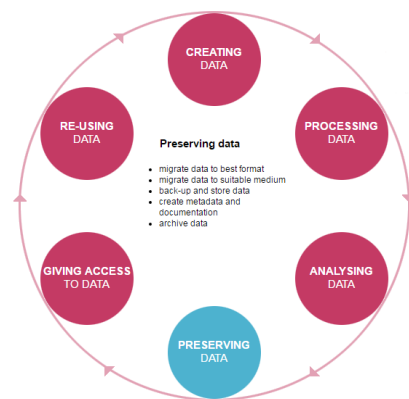 CREATING
DATA
PROCESSING
DATA
ANALYSING
DATA
PRESERVING
DATA
GIVING ACCESS
TO DATA
RE-USING
DATA
Preserving data
• migrate data to best format
• migrate data to suitable medium
• back-up and store data
• create metadata and
documentation
• archive data